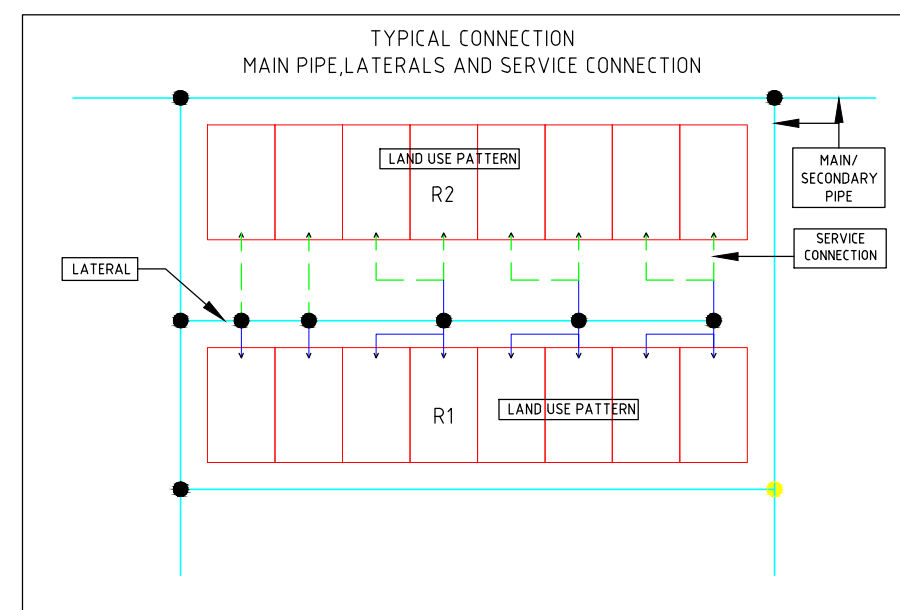 TYPICAL CONNECTION
MAIN PIPE,LATERALS AND SERVICE CONNECTION
LAND USE PATTERN
R2
MAIN/
SECONDARY
PIPE
SERVICE
CONNECTION
LATERAL
LAND USE PATTERN
R1